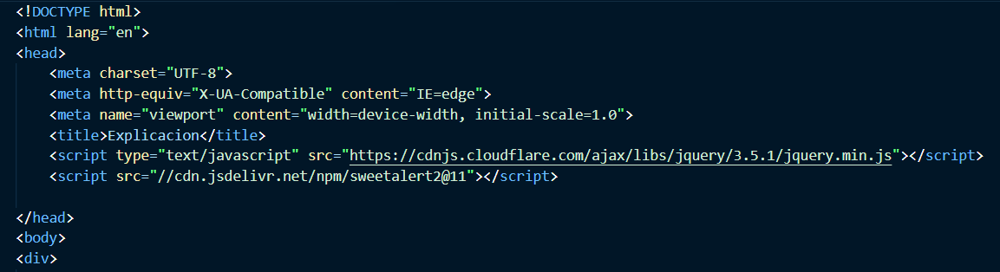 <!DOCTYPE html>
<html lang="en">
<head>
    <meta charset="UTF-8">
    <meta http-equiv="X-UA-Compatible" content="IE=edge">
    <meta name="viewport" content="width=device-width, initial-scale=1.0">
    <title>Explicacion</title>
    <script type="text/javascript" src="https://cdnjs.cloudflare.com/ajax/libs/jquery/3.5.1/jquery.min.js"></script>
    <script src="//cdn.jsdelivr.net/npm/sweetalert2@11"></script>

</head>
<body>
<div>